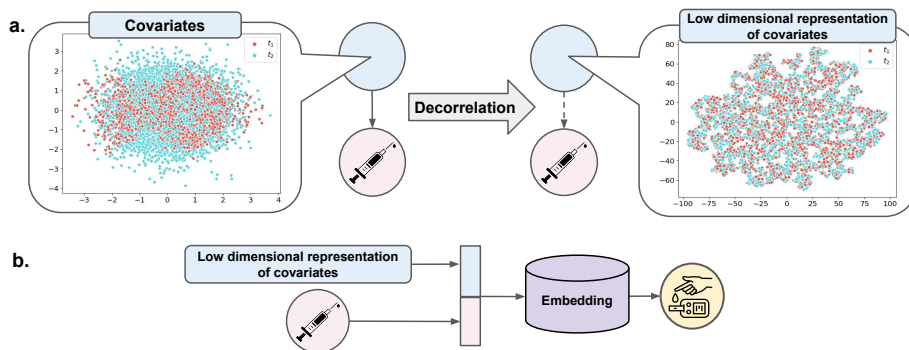 a.
Covariates
t₁
t₂
3
2
1
0
−1
−2
−3
−4
−3
−2
−1
0
1
2
3
4
Decorrelation
Low dimensional representation
of covariates
t₁
t₂
80
60
40
20
0
−20
−40
−60
−100
−75
−50
−25
0
25
50
75
100
b.
Low dimensional representation
of covariates
Embedding